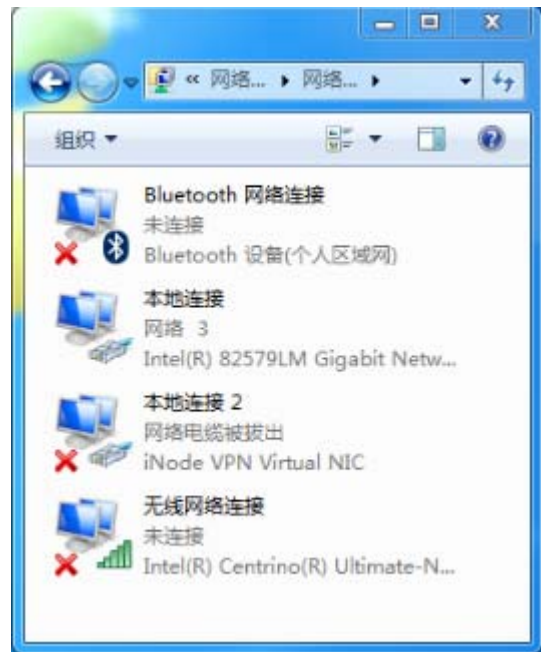 « 网络... ▸ 网络... ▸
组织
Bluetooth 网络连接
未连接
Bluetooth 设备(个人区域网)
本地连接
网络 3
Intel(R) 82579LM Gigabit Netw...
本地连接 2
网络电缆被拔出
iNode VPN Virtual NIC
无线网络连接
未连接
Intel(R) Centrino(R) Ultimate-N...